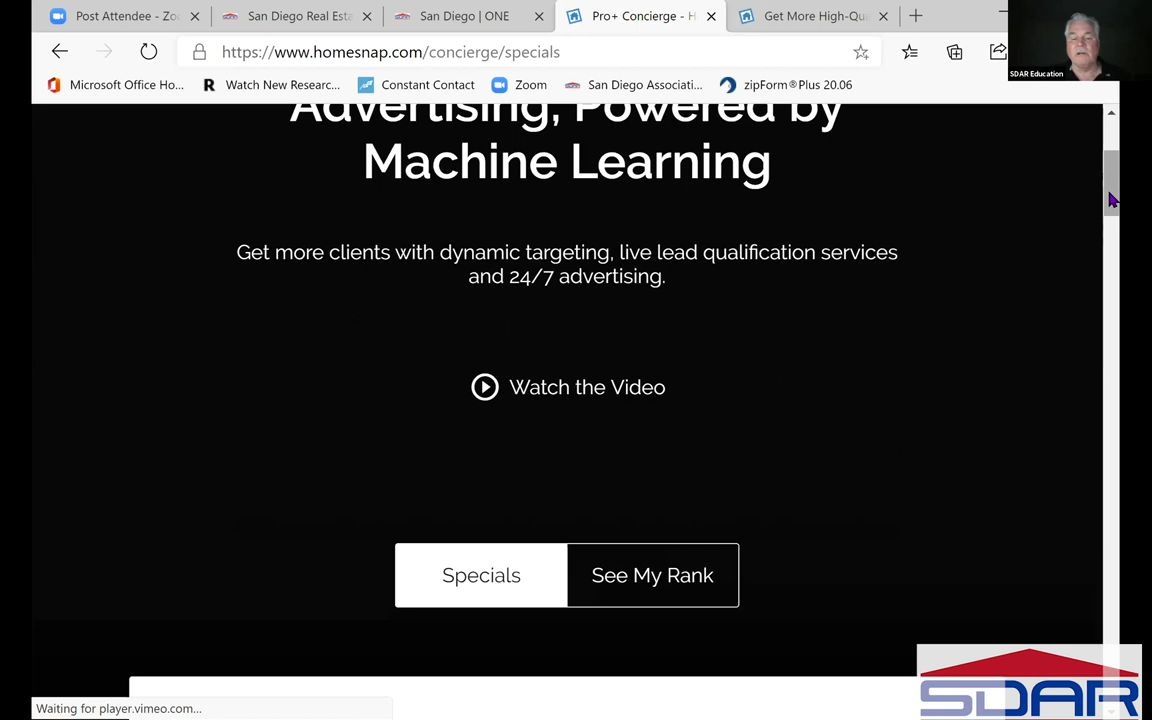 Post Attendee - Zo
San Diego Real Esta
San Diego | ONE
Pro+ Concierge - H
Get More High-Qua
https://www.homesnap.com/concierge/specials
SDAR Education
Microsoft Office Ho...
Watch New Researc...
Constant Contact
Zoom
San Diego Associati...
zipForm®Plus 20.06
Advertising, Powered by
Machine Learning
Get more clients with dynamic targeting, live lead qualification services
and 24/7 advertising.
Watch the Video
Specials
See My Rank
Waiting for player.vimeo.com...
SDAR